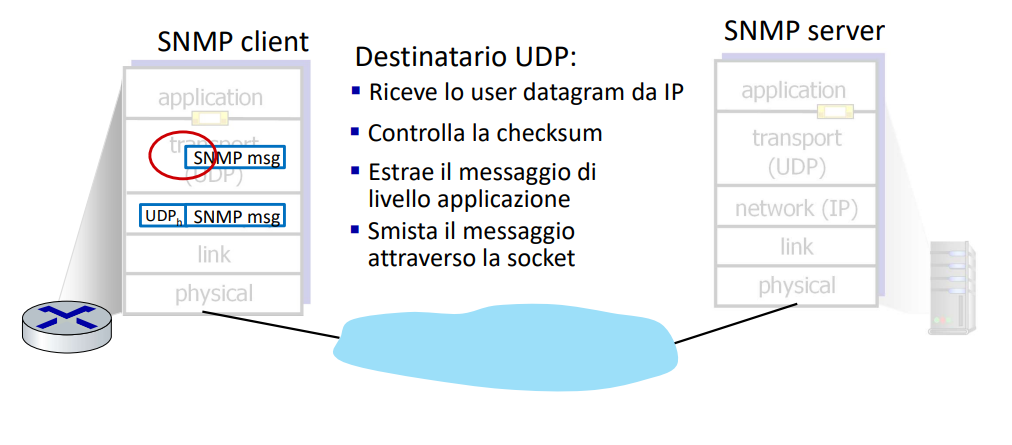 SNMP client
application
transport
SNMP msg
(UDP)
UDPh SNMP msg
link
physical
Destinatario UDP:
▪ Riceve lo user datagram da IP
▪ Controlla la checksum
▪ Estrae il messaggio di
livello applicazione
▪ Smista il messaggio
attraverso la socket
SNMP server
application
transport
(UDP)
network (IP)
link
physical